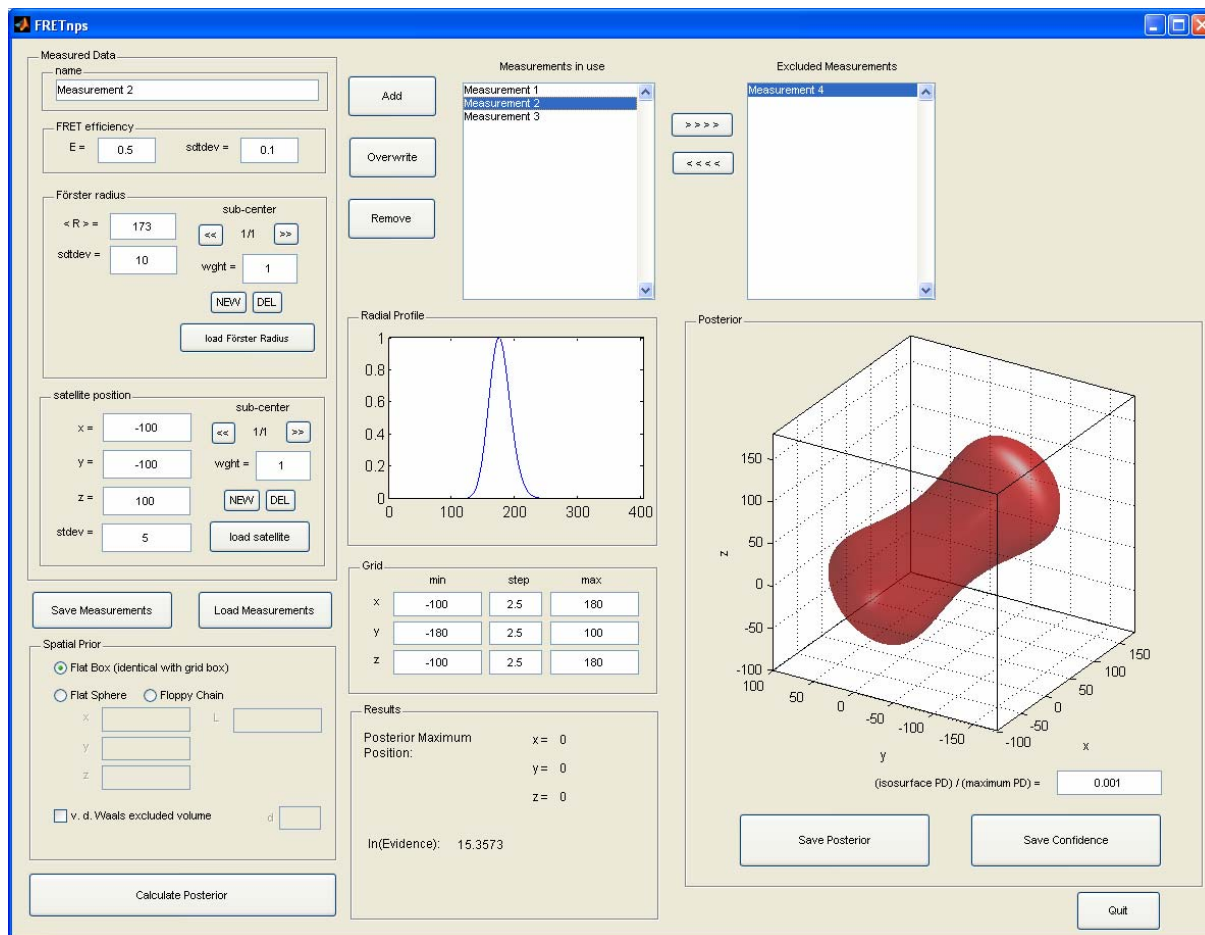 FRETnps
Measured Data
name
Measurement 2
FRET efficiency
E = 0.5 sdtdev = 0.1
Förster radius
< R > = 173
sdtdev = 10
sub-center
<< 1/1 >>
wght = 1
NEW DEL
load Förster Radius
satellite position
x = -100
y = -100
z = 100
stdev = 5
sub-center
<< 1/1 >>
wght = 1
NEW DEL
load satellite
Save Measurements Load Measurements
Spatial Prior
Flat Box (identical with grid box)
Flat Sphere Floppy Chain
x L
y
z
v. d. Waals excluded volume d
Calculate Posterior
Add
Overwrite
Remove
Measurements in use
Measurement 1
Measurement 2
Measurement 3
> > > >
< < < <
Excluded Measurements
Measurement 4
Radial Profile
1
0.8
0.6
0.4
0.2
0
0 100 200 300 400
Grid
min step max
x -100 2.5 180
y -180 2.5 100
z -100 2.5 180
Results
Posterior Maximum
Position:
x = 0
y = 0
z = 0
ln(Evidence): 15.3573
Posterior
150
100
50
0
-50
-100
z
100 50 0 -50 -100 -150
y
-100 -50 0 50 100 150
x
(isosurface PD) / (maximum PD) = 0.001
Save Posterior Save Confidence
Quit